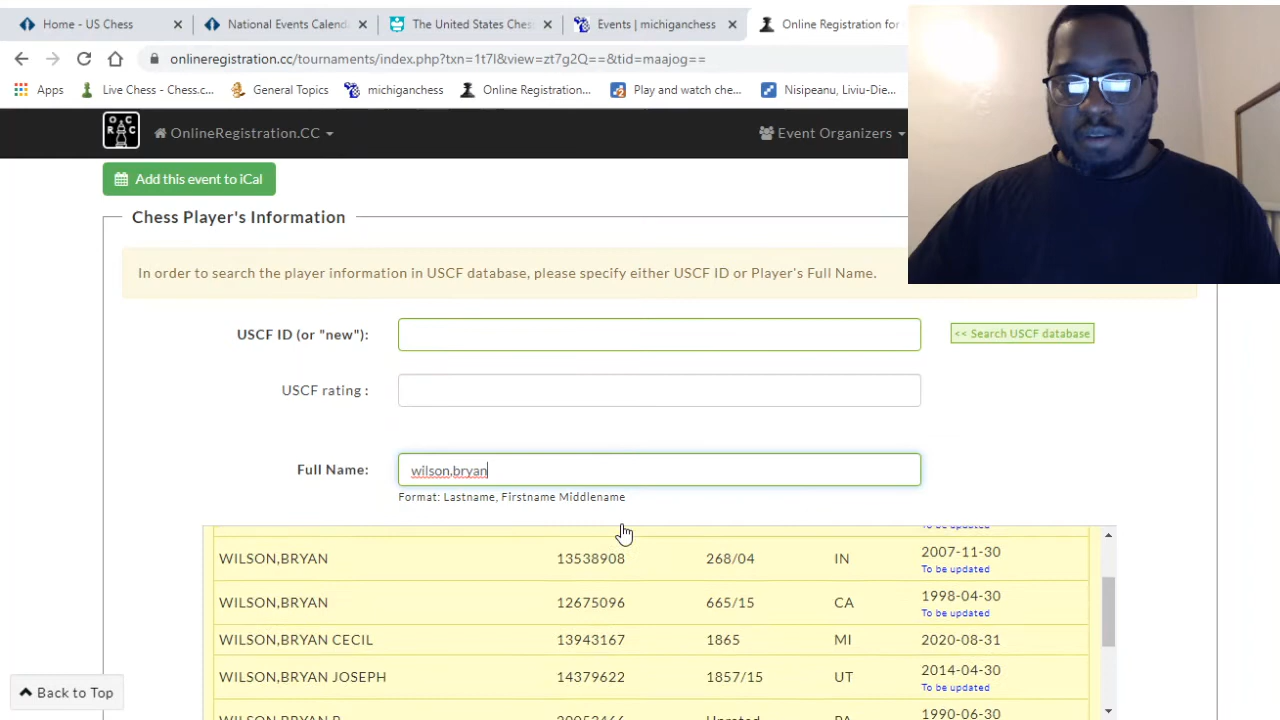 Home - US Chess
National Events Calenda
The United States Ches
Events | michiganchess
Online Registration for
onlineregistration.cc/tournaments/index.php?txn=1t7l&view=zt7g2Q==&tid=maajog==
Apps
Live Chess - Chess.c...
General Topics
michiganchess
Online Registration...
Play and watch che...
Nisipeanu, Liviu-Die...
OCRC
OnlineRegistration.CC
Event Organizers
Add this event to iCal
Chess Player's Information
In order to search the player information in USCF database, please specify either USCF ID or Player's Full Name.
USCF ID (or "new"):
<< Search USCF database
USCF rating :
Full Name:
wilson,bryan
Format: Lastname, Firstname Middlename
To be updated
WILSON,BRYAN 13538908 268/04 IN 2007-11-30
To be updated
WILSON,BRYAN 12675096 665/15 CA 1998-04-30
To be updated
WILSON,BRYAN CECIL 13943167 1865 MI 2020-08-31
WILSON,BRYAN JOSEPH 14379622 1857/15 UT 2014-04-30
To be updated
1990-06-30
Back to Top